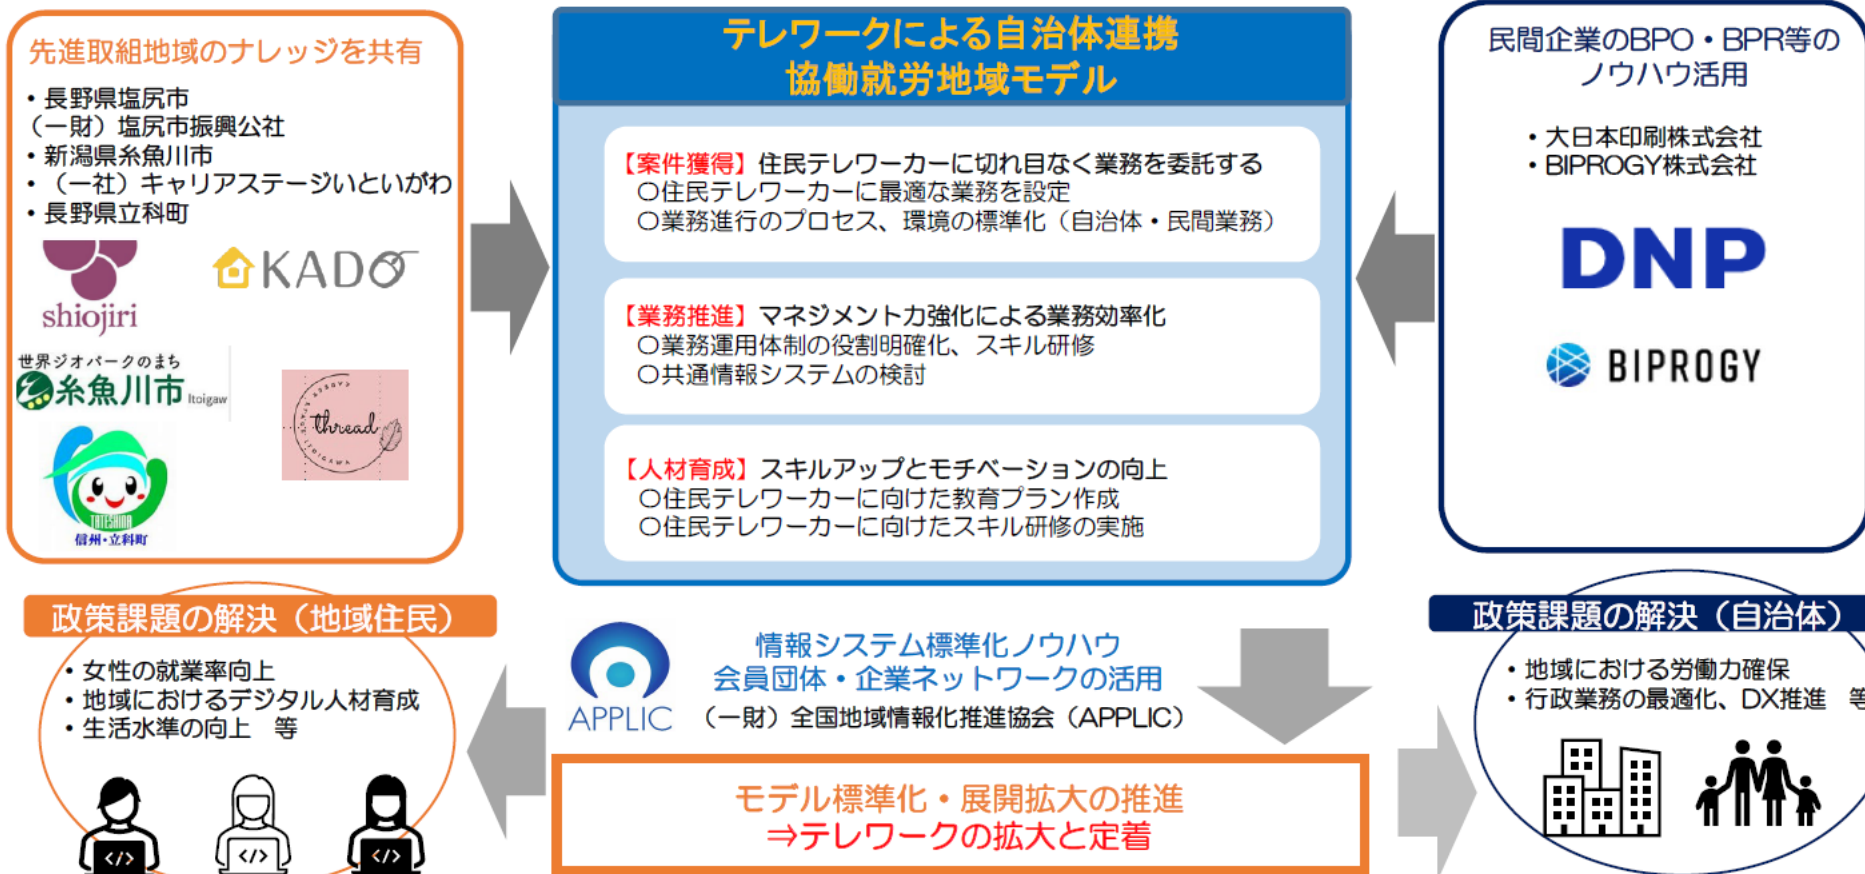 先進取組地域のナレッジを共有
・長野県塩尻市
（一財）塩尻市振興公社
・新潟県糸魚川市
・（一社）キャリアステージいといがわ
・長野県立科町
shiojiri
KADO
世界ジオパークのまち
糸魚川市 Itoigaw
CAREER STAGE ITOIGAWA
thread
TATESHINA
信州・立科町
テレワークによる自治体連携
協働就労地域モデル
【案件獲得】住民テレワーカーに切れ目なく業務を委託する
〇住民テレワーカーに最適な業務を設定
〇業務進行のプロセス、環境の標準化（自治体・民間業務）
【業務推進】マネジメント力強化による業務効率化
〇業務運用体制の役割明確化、スキル研修
〇共通情報システムの検討
【人材育成】スキルアップとモチベーションの向上
〇住民テレワーカーに向けた教育プラン作成
〇住民テレワーカーに向けたスキル研修の実施
民間企業のBPO・BPR等の
ノウハウ活用
・大日本印刷株式会社
・BIPROGY株式会社
DNP
BIPROGY
政策課題の解決（地域住民）
・女性の就業率向上
・地域におけるデジタル人材育成
・生活水準の向上　等
</> </> </>
APPLIC
情報システム標準化ノウハウ
会員団体・企業ネットワークの活用
（一財）全国地域情報化推進協会（APPLIC）
モデル標準化・展開拡大の推進
⇒テレワークの拡大と定着
政策課題の解決（自治体）
・地域における労働力確保
・行政業務の最適化、DX推進　等